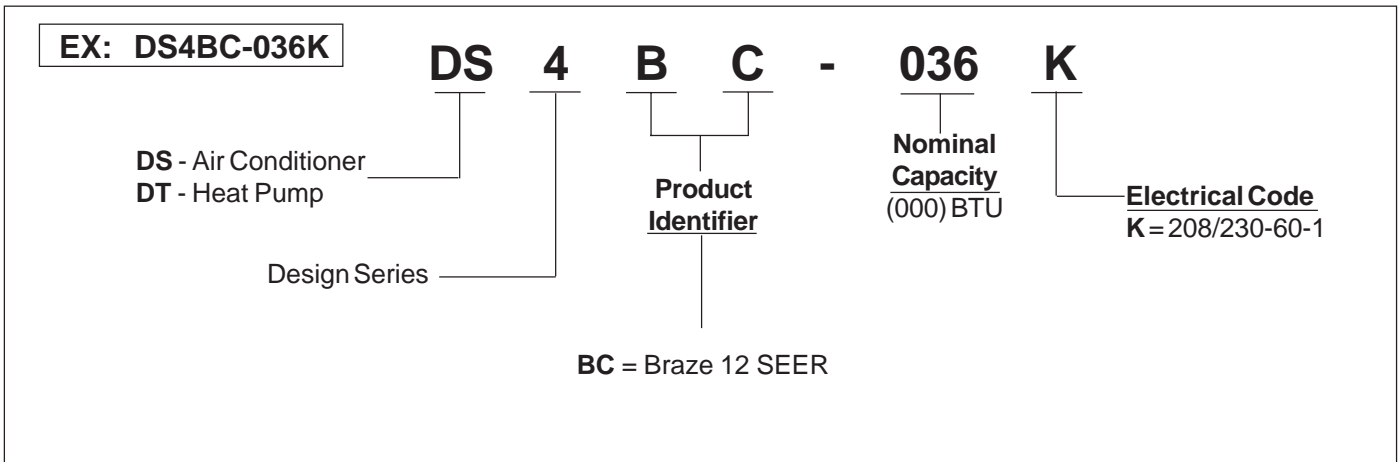 EX: DS4BC-036K
DS 4 B C - 036 K
DS - Air Conditioner
DT - Heat Pump
Design Series
Product
Identifier
BC = Braze 12 SEER
Nominal
Capacity
(000) BTU
Electrical Code
K = 208/230-60-1